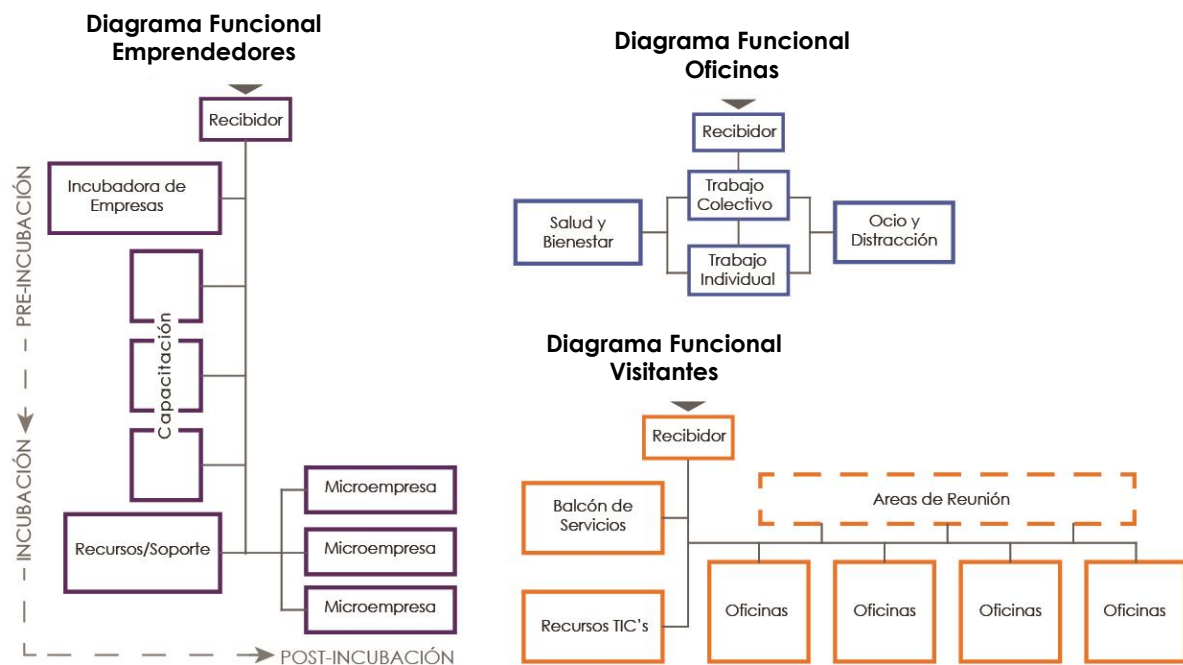 Diagrama Funcional
Emprendedores
Recibidor
Incubadora de
Empresas
Capacitación
Recursos/Soporte
Microempresa
Microempresa
Microempresa
PRE-INCUBACIÓN
INCUBACIÓN
POST-INCUBACIÓN
Diagrama Funcional
Oficinas
Recibidor
Trabajo
Colectivo
Salud y
Bienestar
Ocio y
Distracción
Trabajo
Individual
Diagrama Funcional
Visitantes
Recibidor
Balcón de
Servicios
Areas de Reunión
Recursos TIC's
Oficinas
Oficinas
Oficinas
Oficinas